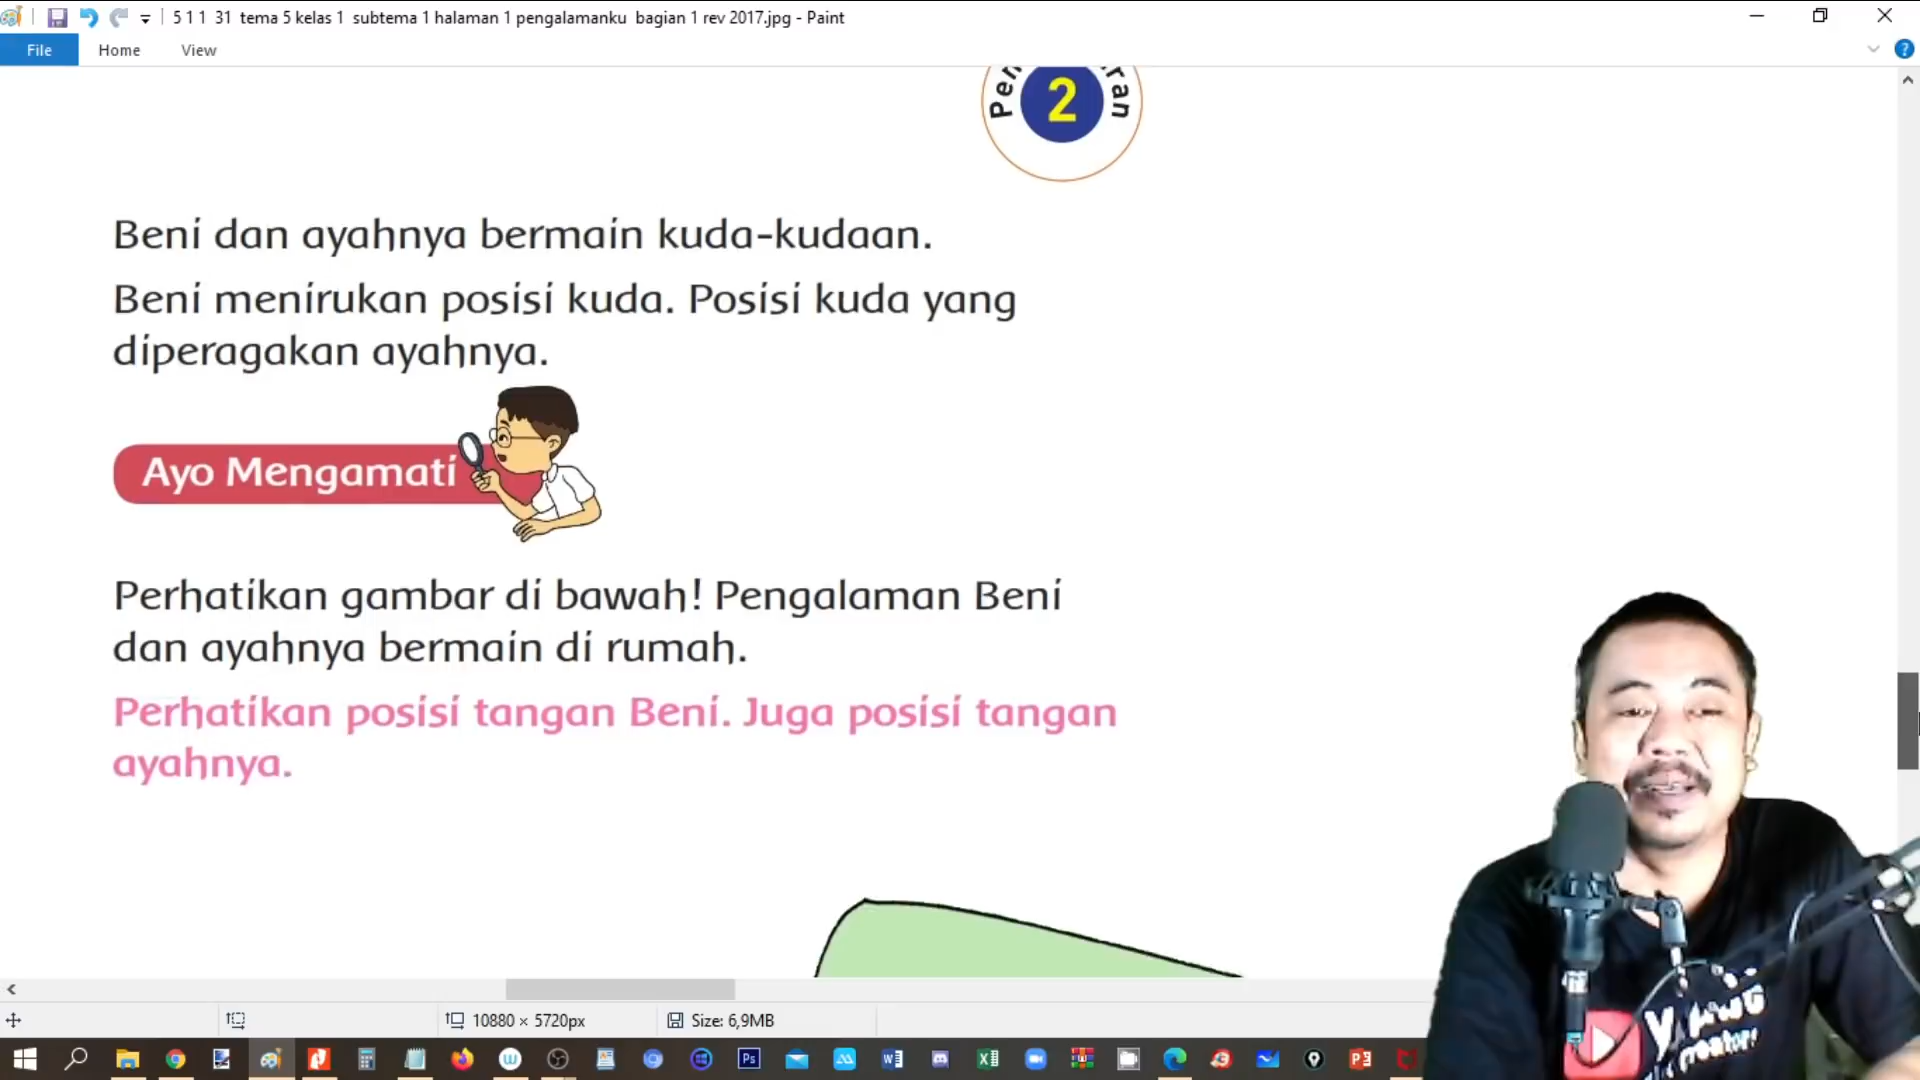 5 1 1  31  tema 5 kelas 1  subtema 1 halaman 1 pengalamanku  bagian 1 rev 2017.jpg - Paint
File Home View
2
Beni dan ayahnya bermain kuda-kudaan.
Beni menirukan posisi kuda. Posisi kuda yang
diperagakan ayahnya.
Ayo Mengamati
Perhatikan gambar di bawah! Pengalaman Beni
dan ayahnya bermain di rumah.
Perhatikan posisi tangan Beni. Juga posisi tangan
ayahnya.
10880 × 5720px
Size: 6,9MB